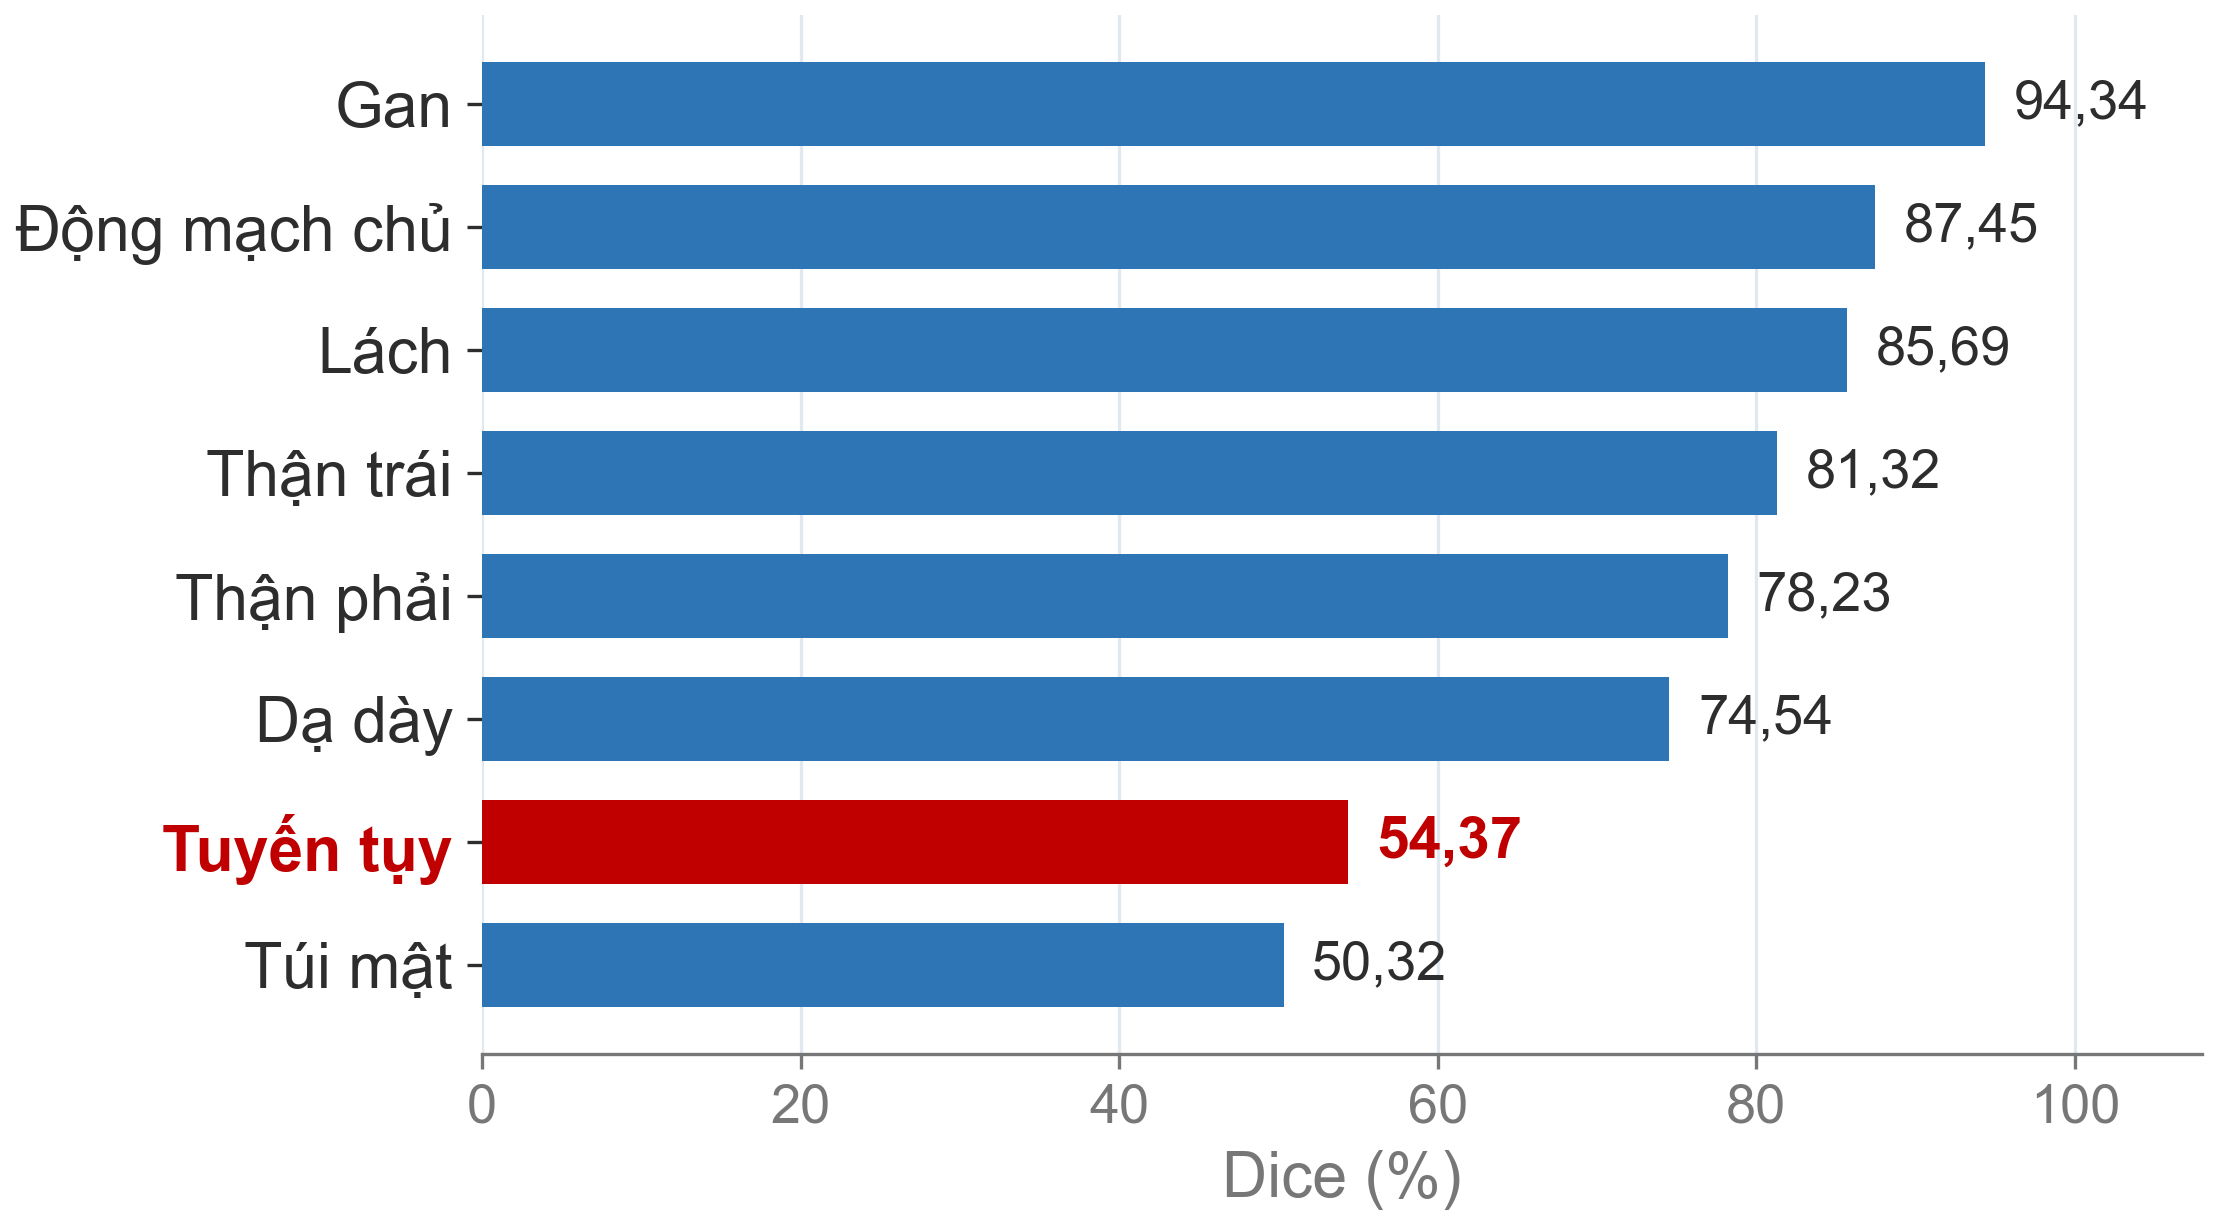 Gan 94,34
Động mạch chủ 87,45
Lách 85,69
Thận trái 81,32
Thận phải 78,23
Dạ dày 74,54
Tuyến tụy 54,37
Túi mật 50,32
0 20 40 60 80 100
Dice (%)